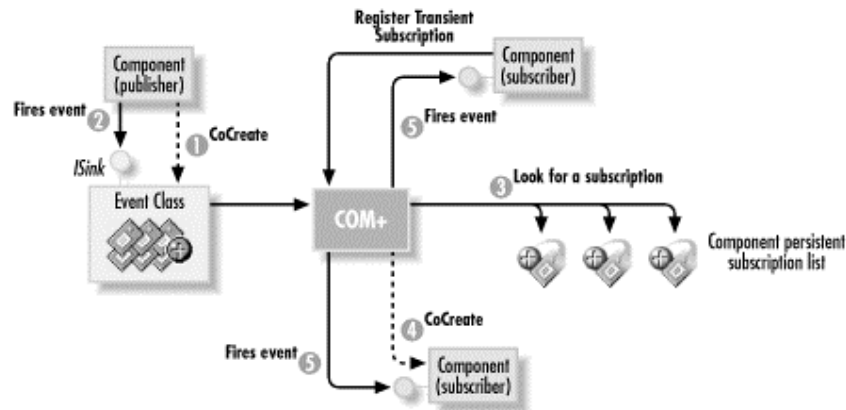 Register Transient
Subscription
Component
(publisher)
Component
(subscriber)
Fires event
2
1
CoCreate
5
Fires event
ISink
3
Look for a subscription
Event Class
COM+
Component persistent
subscription list
4
CoCreate
Fires event
5
Component
(subscriber)